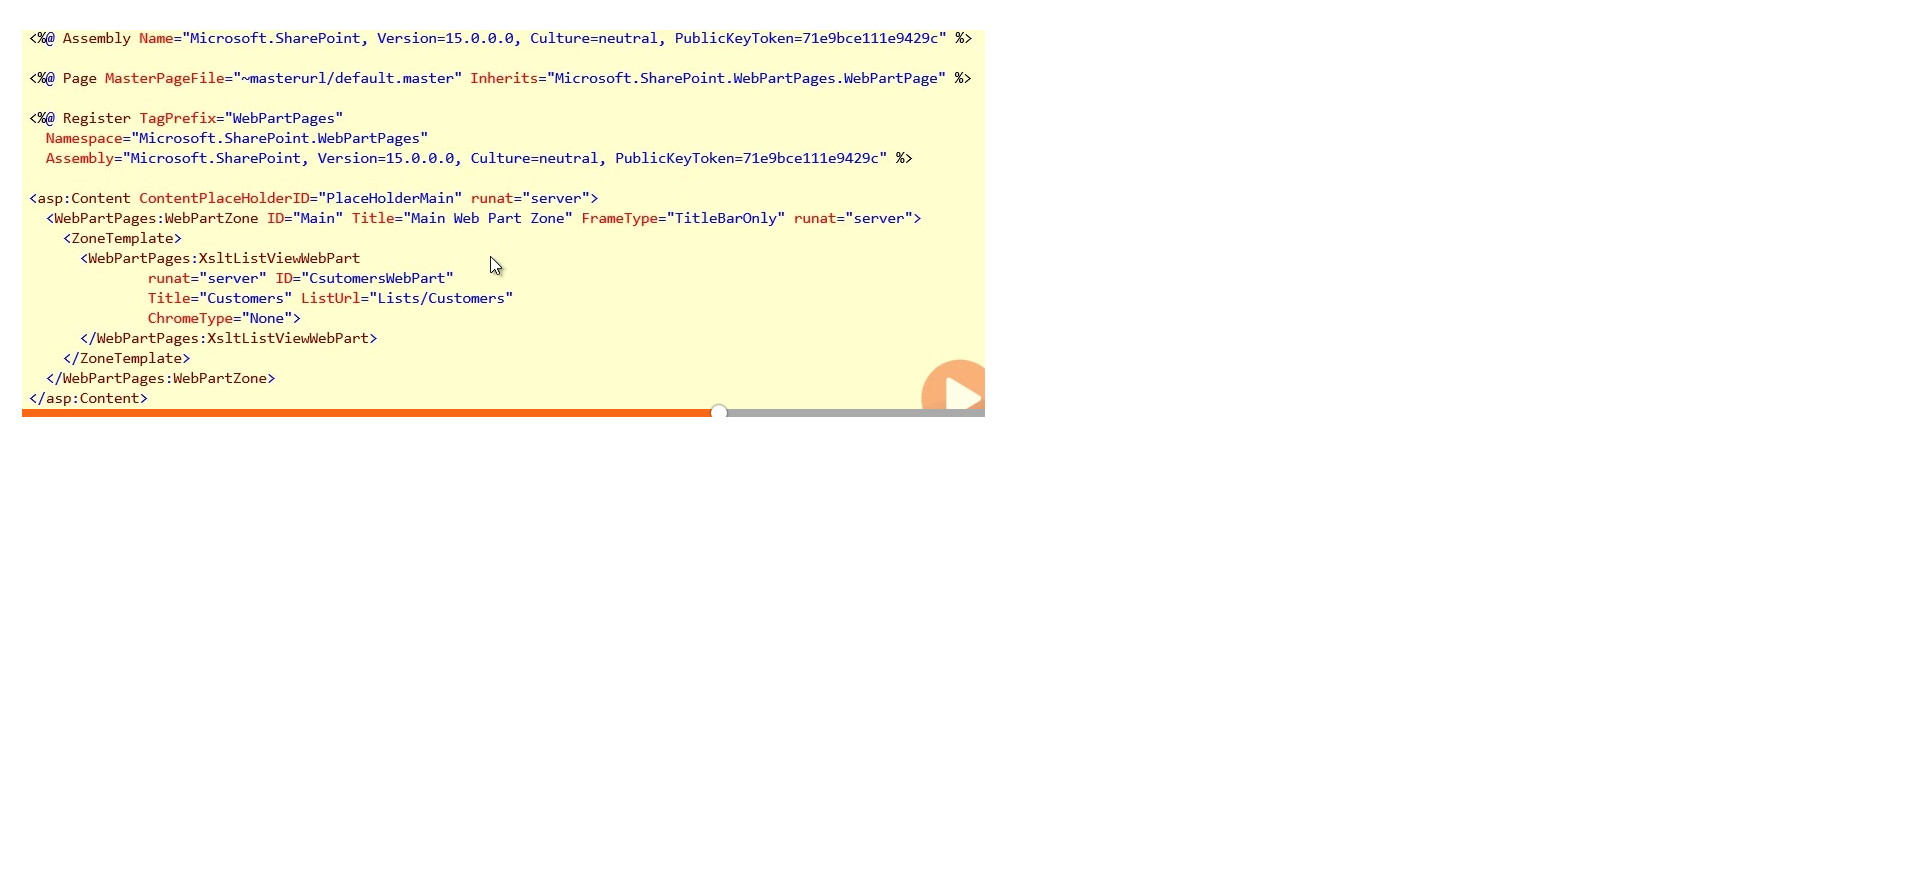 <%@ Assembly Name="Microsoft.SharePoint, Version=15.0.0.0, Culture=neutral, PublicKeyToken=71e9bce111e9429c" %>
<%@ Page MasterPageFile="~masterurl/default.master" Inherits="Microsoft.SharePoint.WebPartPages.WebPartPage" %>
<%@ Register TagPrefix="WebPartPages"
Namespace="Microsoft.SharePoint.WebPartPages"
Assembly="Microsoft.SharePoint, Version=15.0.0.0, Culture=neutral, PublicKeyToken=71e9bce111e9429c" %>
<asp:Content ContentPlaceHolderID="PlaceHolderMain" runat="server">
<WebPartPages:WebPartZone ID="Main" Title="Main Web Part Zone" FrameType="TitleBarOnly" runat="server">
<ZoneTemplate>
<WebPartPages:XsltListViewWebPart
runat="server" ID="CsutomersWebPart"
Title="Customers" ListUrl="Lists/Customers"
ChromeType="None">
</WebPartPages:XsltListViewWebPart>
</ZoneTemplate>
</WebPartPages:WebPartZone>
</asp:Content>